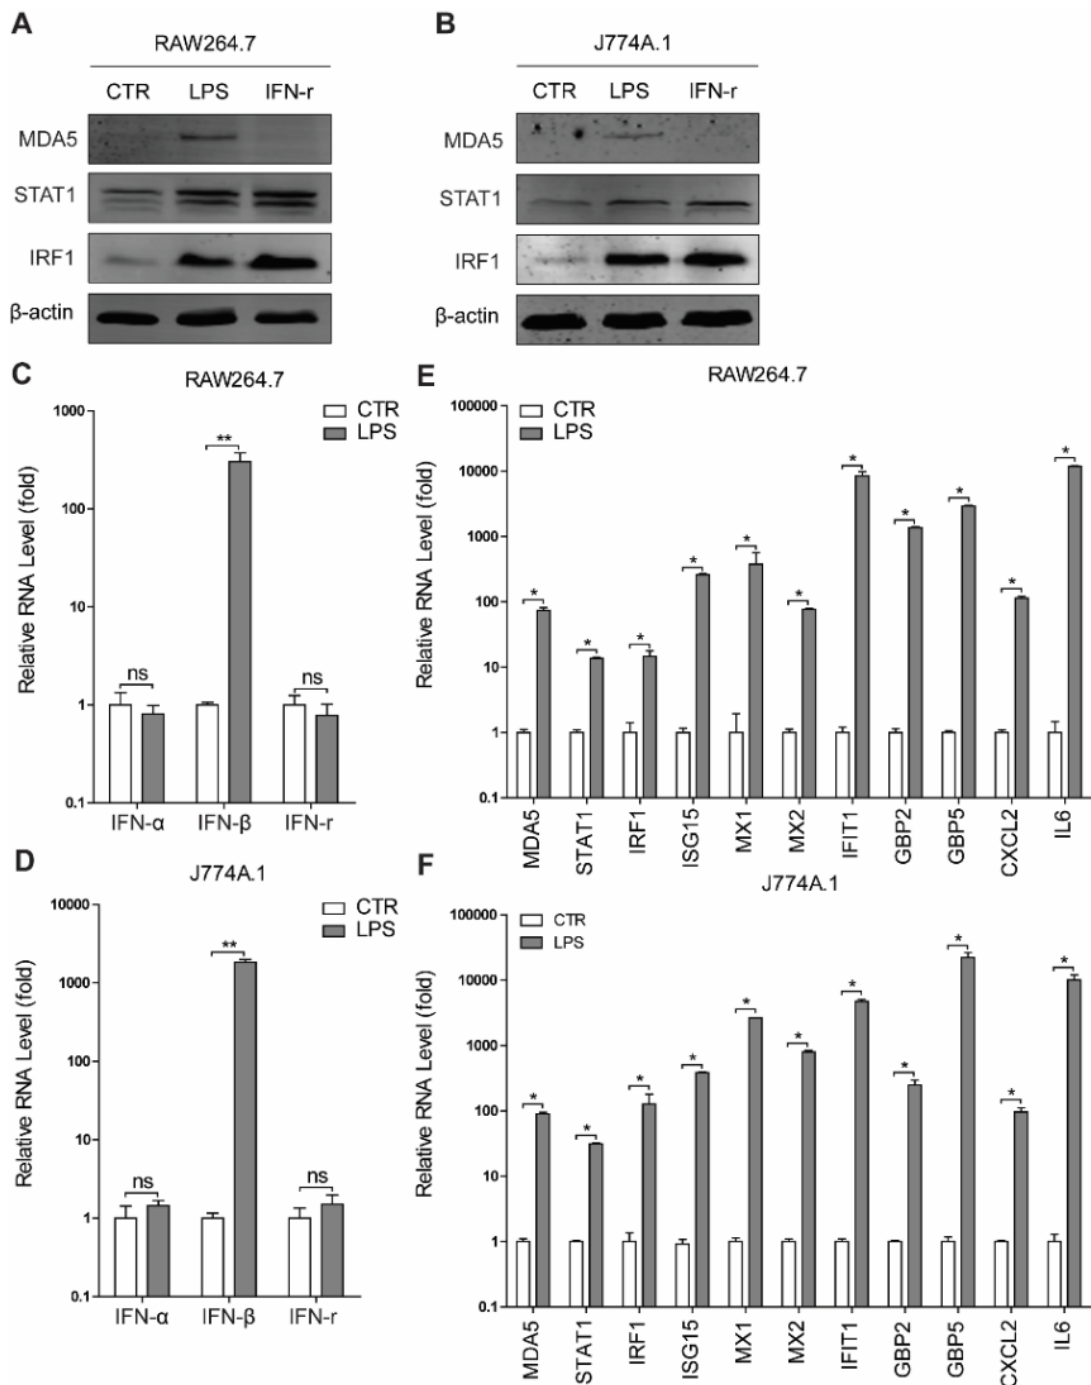 A
RAW264.7
CTR LPS IFN-r
MDA5
STAT1
IRF1
β-actin
B
J774A.1
CTR LPS IFN-r
MDA5
STAT1
IRF1
β-actin
C
RAW264.7
CTR
LPS
Relative RNA Level (fold)
1000
100
10
1
0.1
ns
**
ns
IFN-α IFN-β IFN-r
D
J774A.1
CTR
LPS
Relative RNA Level (fold)
10000
1000
100
10
1
0.1
ns
**
ns
IFN-α IFN-β IFN-r
E
RAW264.7
CTR
LPS
Relative RNA Level (fold)
100000
10000
1000
100
10
1
0.1
* * * * * * * * * * *
MDA5 STAT1 IRF1 ISG15 MX1 MX2 IFIT1 GBP2 GBP5 CXCL2 IL6
F
J774A.1
CTR
LPS
Relative RNA Level (fold)
100000
10000
1000
100
10
1
0.1
* * * * * * * * * * *
MDA5 STAT1 IRF1 ISG15 MX1 MX2 IFIT1 GBP2 GBP5 CXCL2 IL6